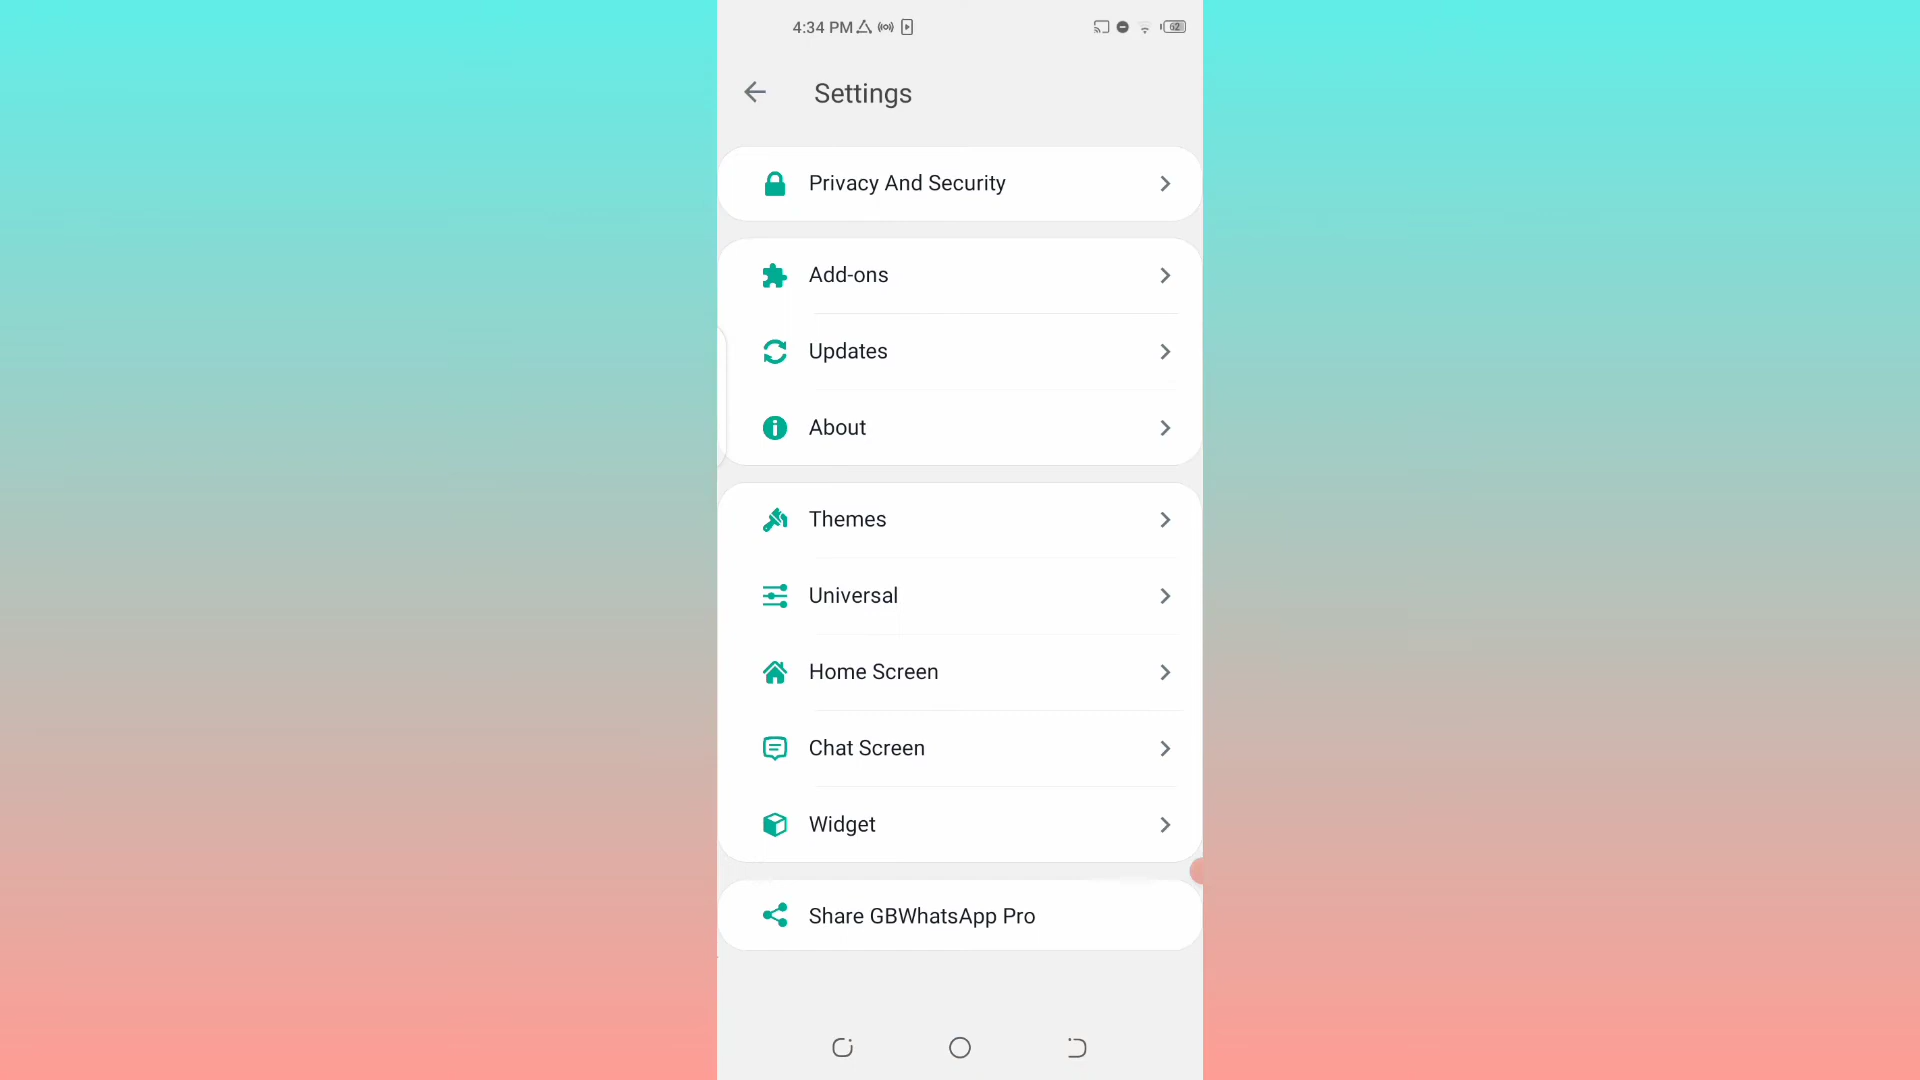 4:34 PM
62
Settings
Privacy And Security
Add-ons
Updates
About
Themes
Universal
Home Screen
Chat Screen
Widget
Share GBWhatsApp Pro